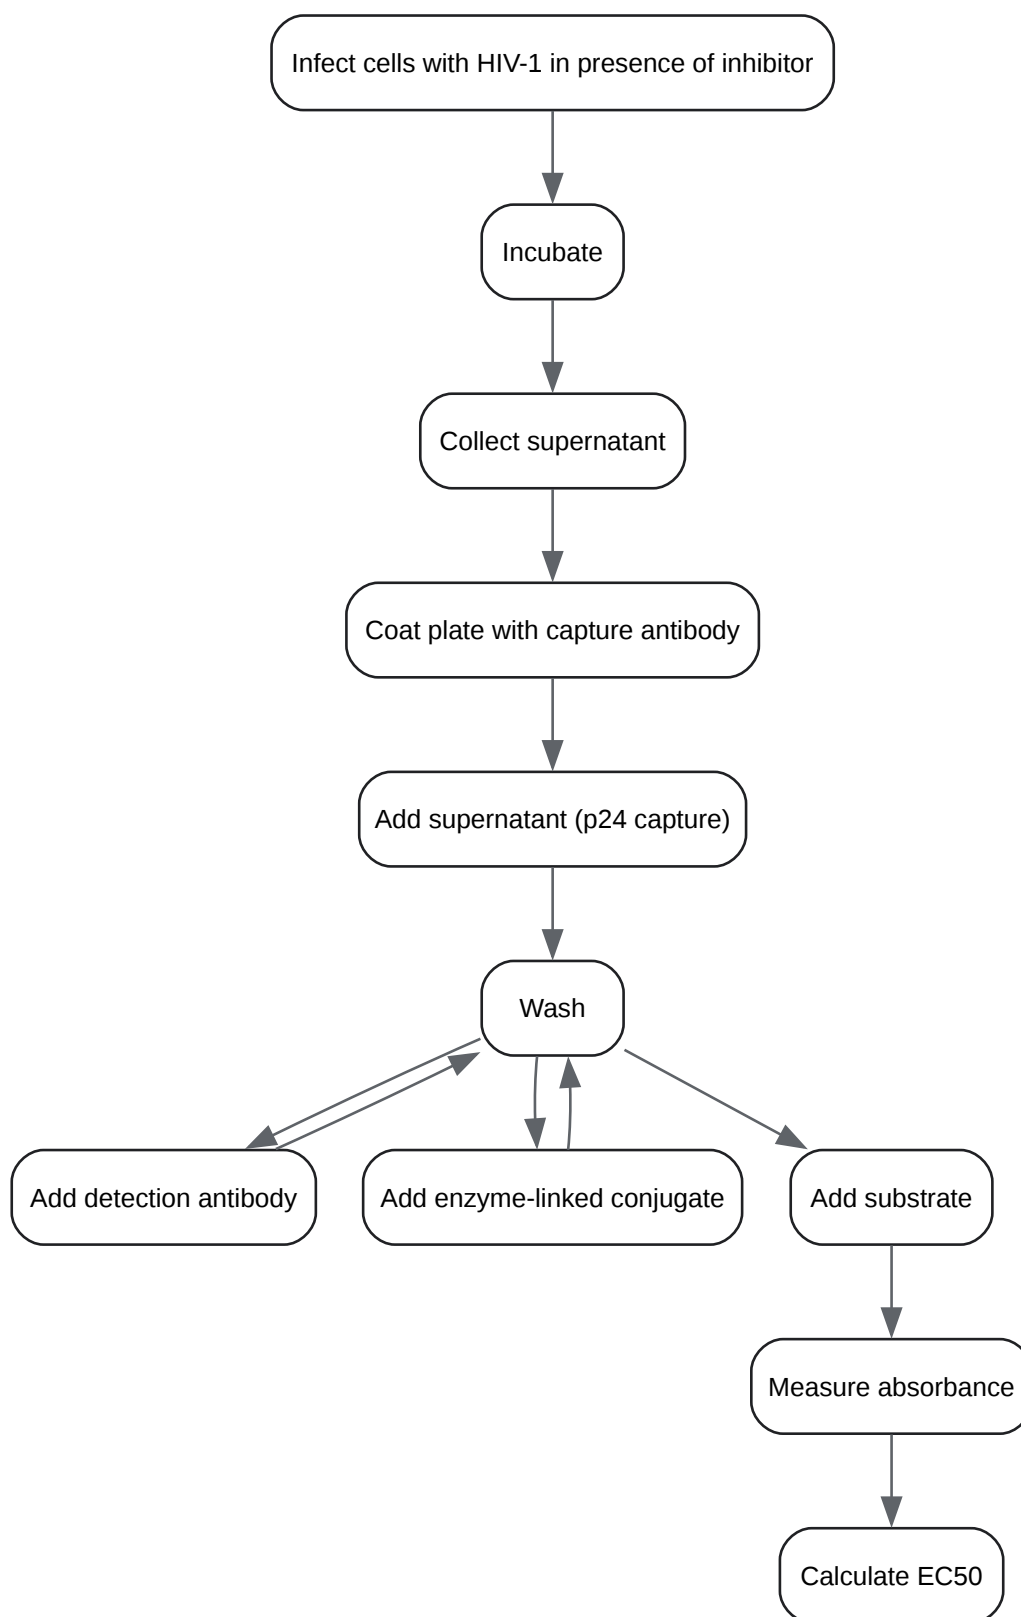 Infect cells with HIV-1 in presence of inhibitor
Incubate
Collect supernatant
Coat plate with capture antibody
Add supernatant (p24 capture)
Wash
Add detection antibody
Add enzyme-linked conjugate
Add substrate
Measure absorbance
Calculate EC50